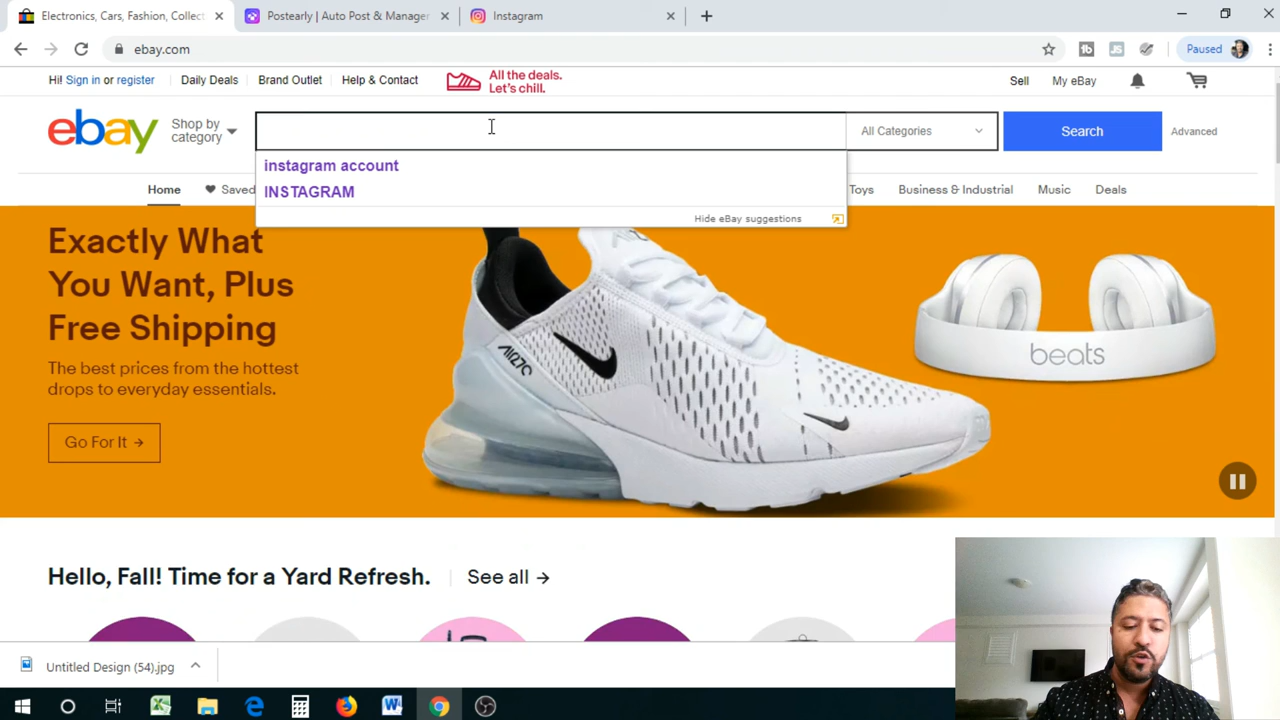 Electronics, Cars, Fashion, Collect
Postearly | Auto Post & Manager
Instagram
ebay.com
Paused
Hi! Sign in or register
Daily Deals
Brand Outlet
Help & Contact
All the deals.
Let's chill.
Sell
My eBay
ebay
Shop by
category
All Categories
Search
Advanced
instagram account
INSTAGRAM
Hide eBay suggestions
Home
Saved
Toys
Business & Industrial
Music
Deals
Exactly What
You Want, Plus
Free Shipping
The best prices from the hottest
drops to everyday essentials.
Go For It →
AIR27C
beats
Hello, Fall! Time for a Yard Refresh.
See all →
Untitled Design (54).jpg